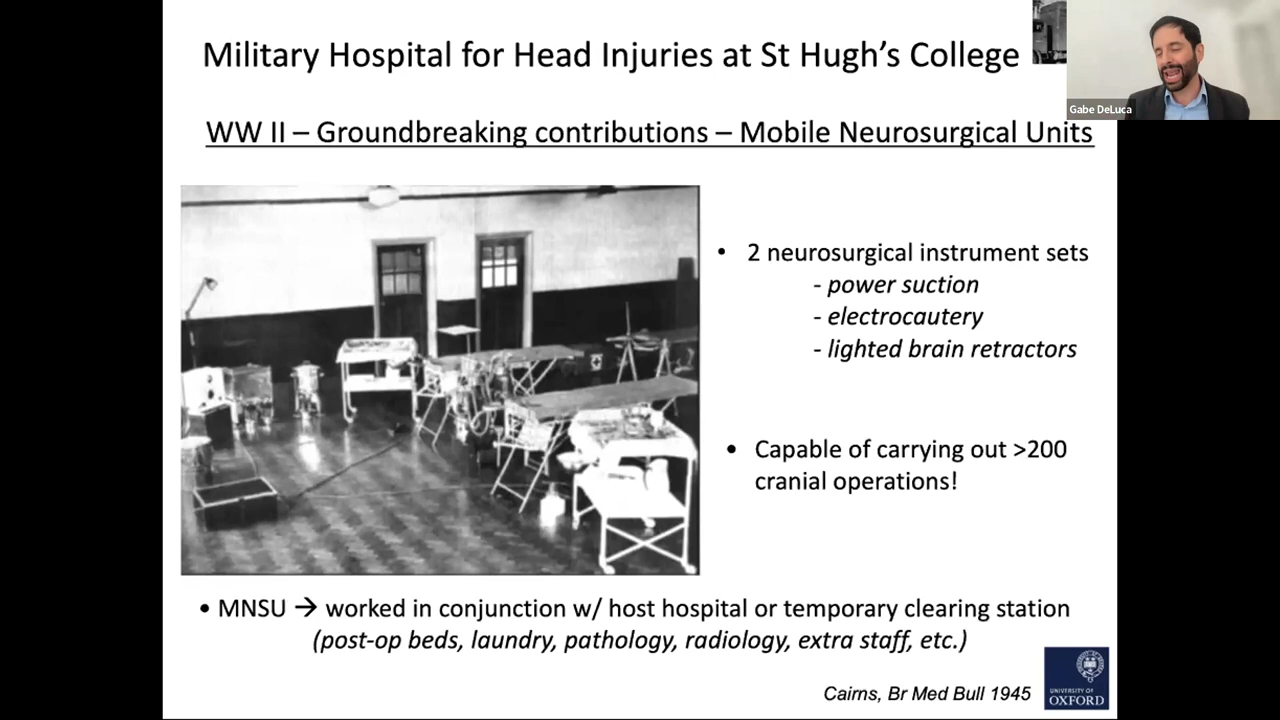 Military Hospital for Head Injuries at St Hugh’s College
Gabe DeLuca
WW II – Groundbreaking contributions – Mobile Neurosurgical Units
• 2 neurosurgical instrument sets
- power suction
- electrocautery
- lighted brain retractors
• Capable of carrying out >200
cranial operations!
• MNSU → worked in conjunction w/ host hospital or temporary clearing station
(post-op beds, laundry, pathology, radiology, extra staff, etc.)
Cairns, Br Med Bull 1945
UNIVERSITY OF
OXFORD